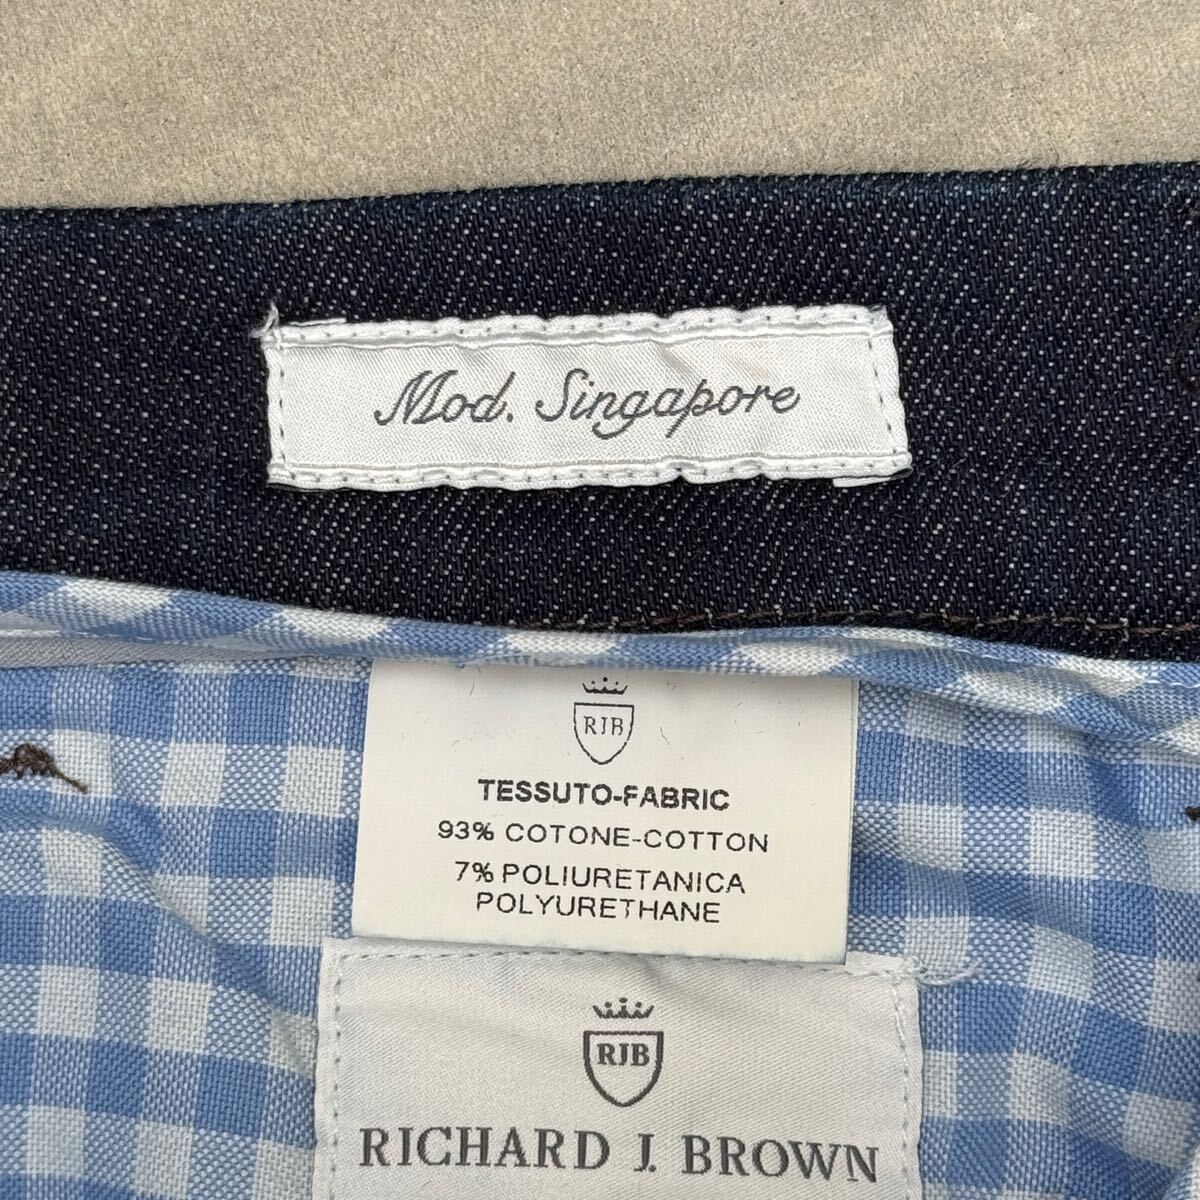 Mod. Singapore
RJB
TESSUTO-FABRIC
93% COTONE-COTTON
7% POLIURETANICA
POLYURETHANE
RJB
RICHARD J. BROWN